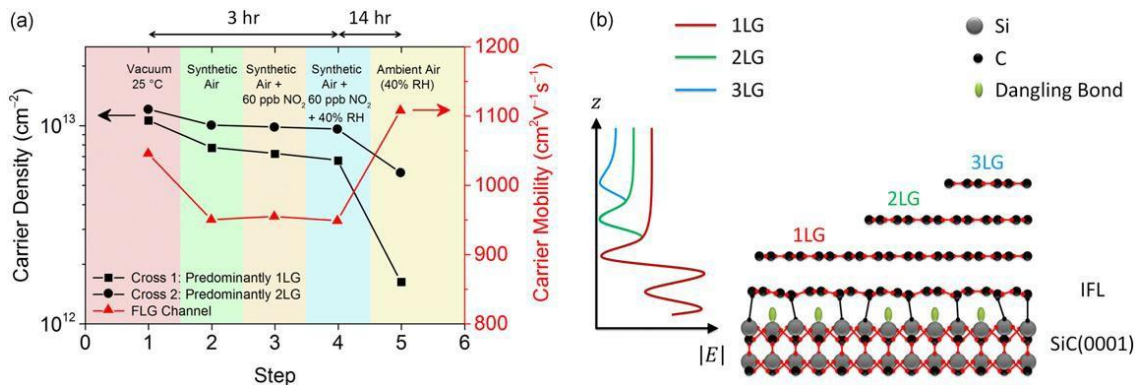 (a)
3 hr
14 hr
Vacuum
25 °C
Synthetic
Air
Synthetic
Air +
60 ppb NO₂
Synthetic
Air +
60 ppb NO₂
+ 40% RH
Ambient Air
(40% RH)
Carrier Density (cm⁻²)
10¹³
10¹²
Cross 1: Predominantly 1LG
Cross 2: Predominantly 2LG
FLG Channel
0 1 2 3 4 5 6
Step
1200
1100
1000
950
900
850
800
Carrier Mobility (cm²V⁻¹s⁻¹)
(b)
1LG
2LG
3LG
Si
C
Dangling Bond
z
|E|
3LG
2LG
1LG
IFL
SiC(0001)